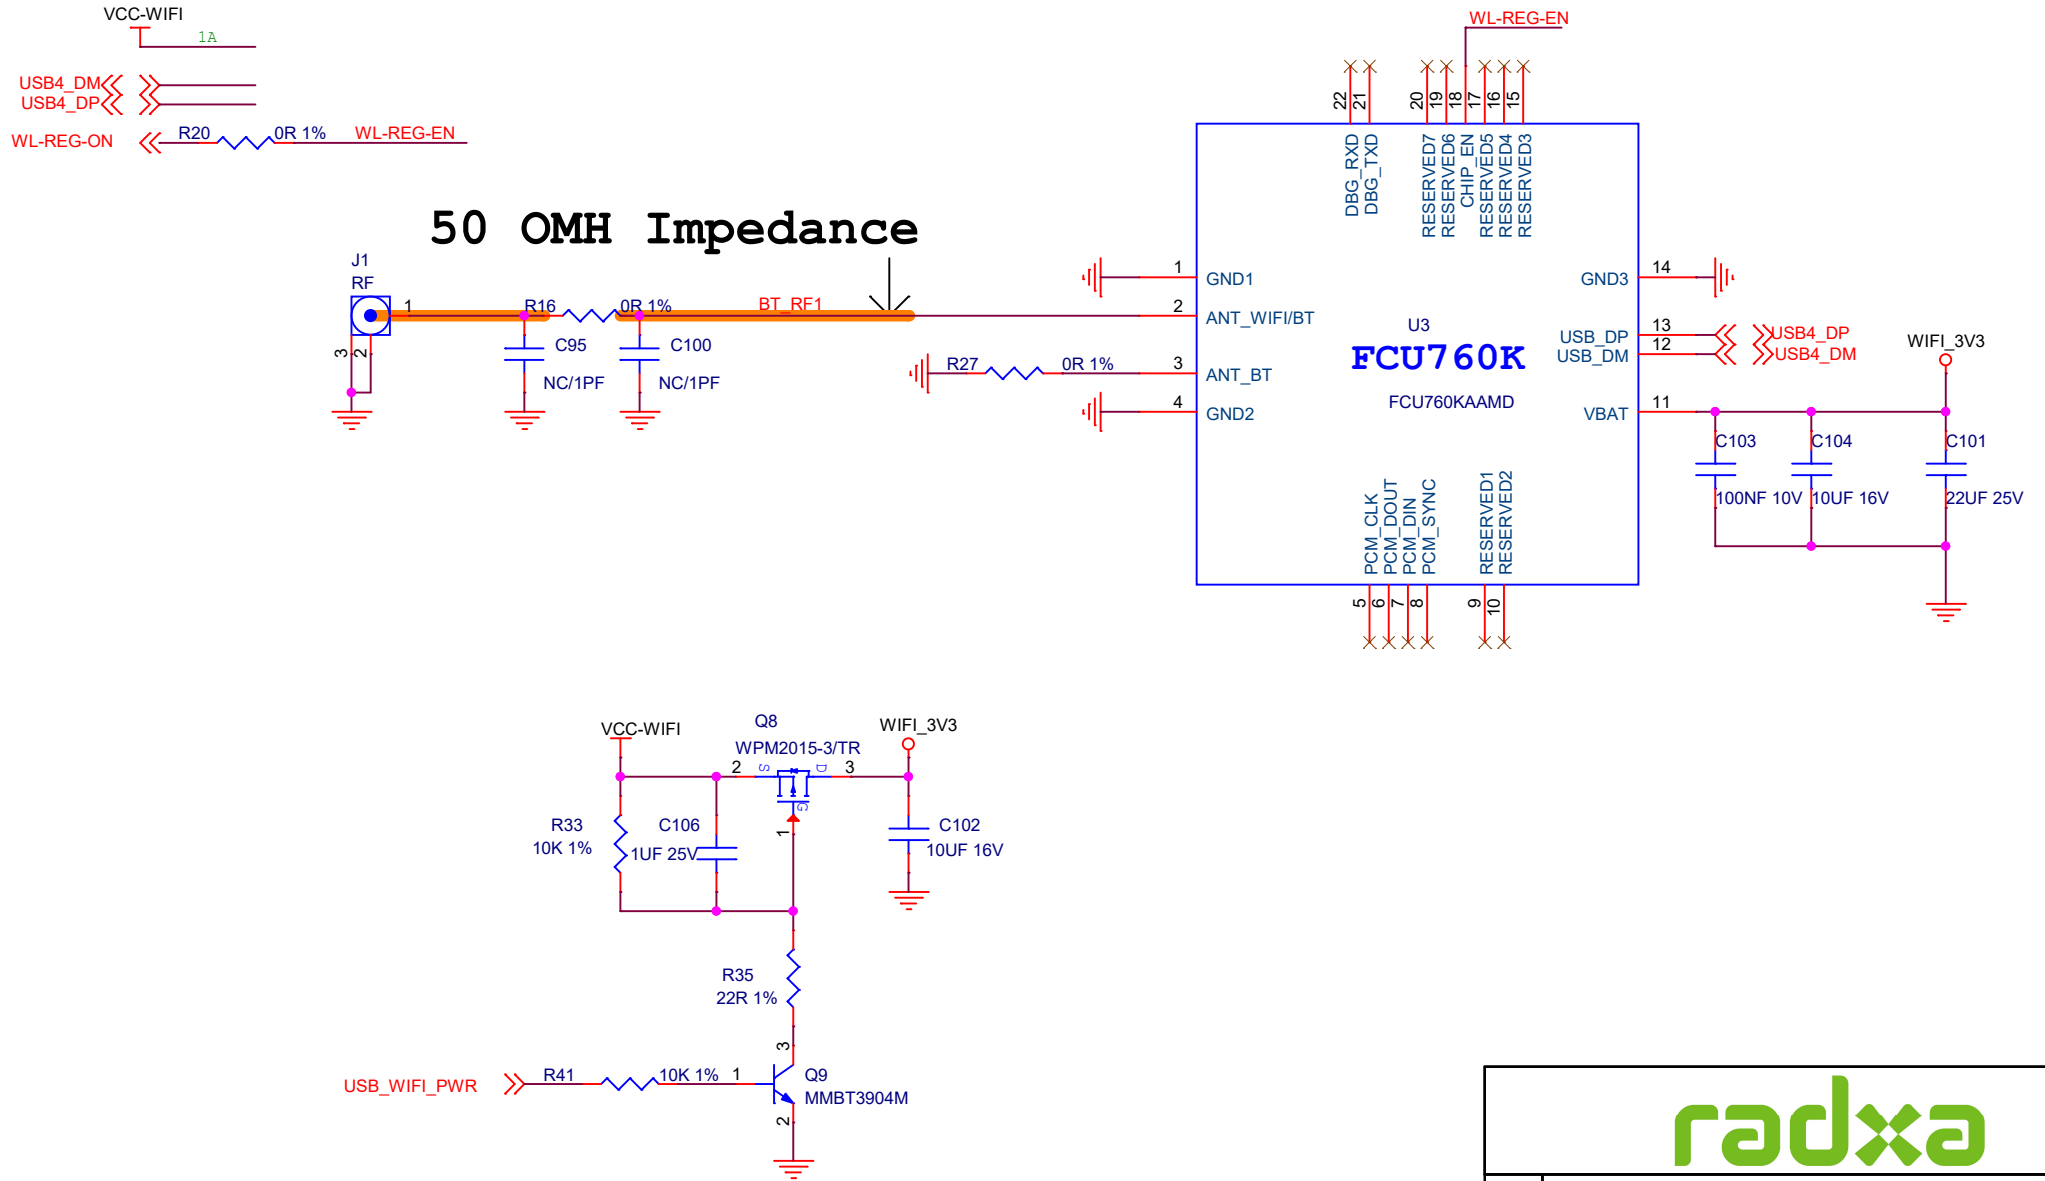 VCC-WIFI
1A
USB4_DM
USB4_DP
WL-REG-ON
R20
0R 1%
WL-REG-EN
50 OMH Impedance
J1
RF
1
R16
0R 1%
BT_RF1
3
2
C95
NC/1PF
C100
NC/1PF
R27
0R 1%
WL-REG-EN
22
21
20
19
18
17
16
15
DBG_RXD
DBG_TXD
RESERVED7
RESERVED6
CHIP_EN
RESERVED5
RESERVED4
RESERVED3
1
GND1
2
ANT_WIFI/BT
3
ANT_BT
4
GND2
U3
FCU760K
FCU760KAAMD
GND3
14
USB_DP
13
USB4_DP
USB_DM
12
USB4_DM
VBAT
11
WIFI_3V3
C103
100NF 10V
C104
10UF 16V
C101
22UF 25V
PCM_CLK
PCM_DOUT
PCM_DIN
PCM_SYNC
RESERVED1
RESERVED2
5
6
7
8
9
10
VCC-WIFI
Q8
WPM2015-3/TR
WIFI_3V3
2
S
D
3
G
1
R33
10K 1%
C106
1UF 25V
C102
10UF 16V
R35
22R 1%
3
USB_WIFI_PWR
R41
10K 1%
1
Q9
MMBT3904M
2
radxa